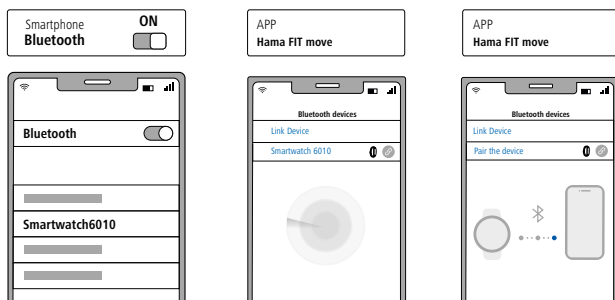 Smartphone
Bluetooth
ON
Bluetooth
Smartwatch6010
APP
Hama FIT move
Bluetooth devices
Link Device
Smartwatch 6010
APP
Hama FIT move
Bluetooth devices
Link Device
Pair the device